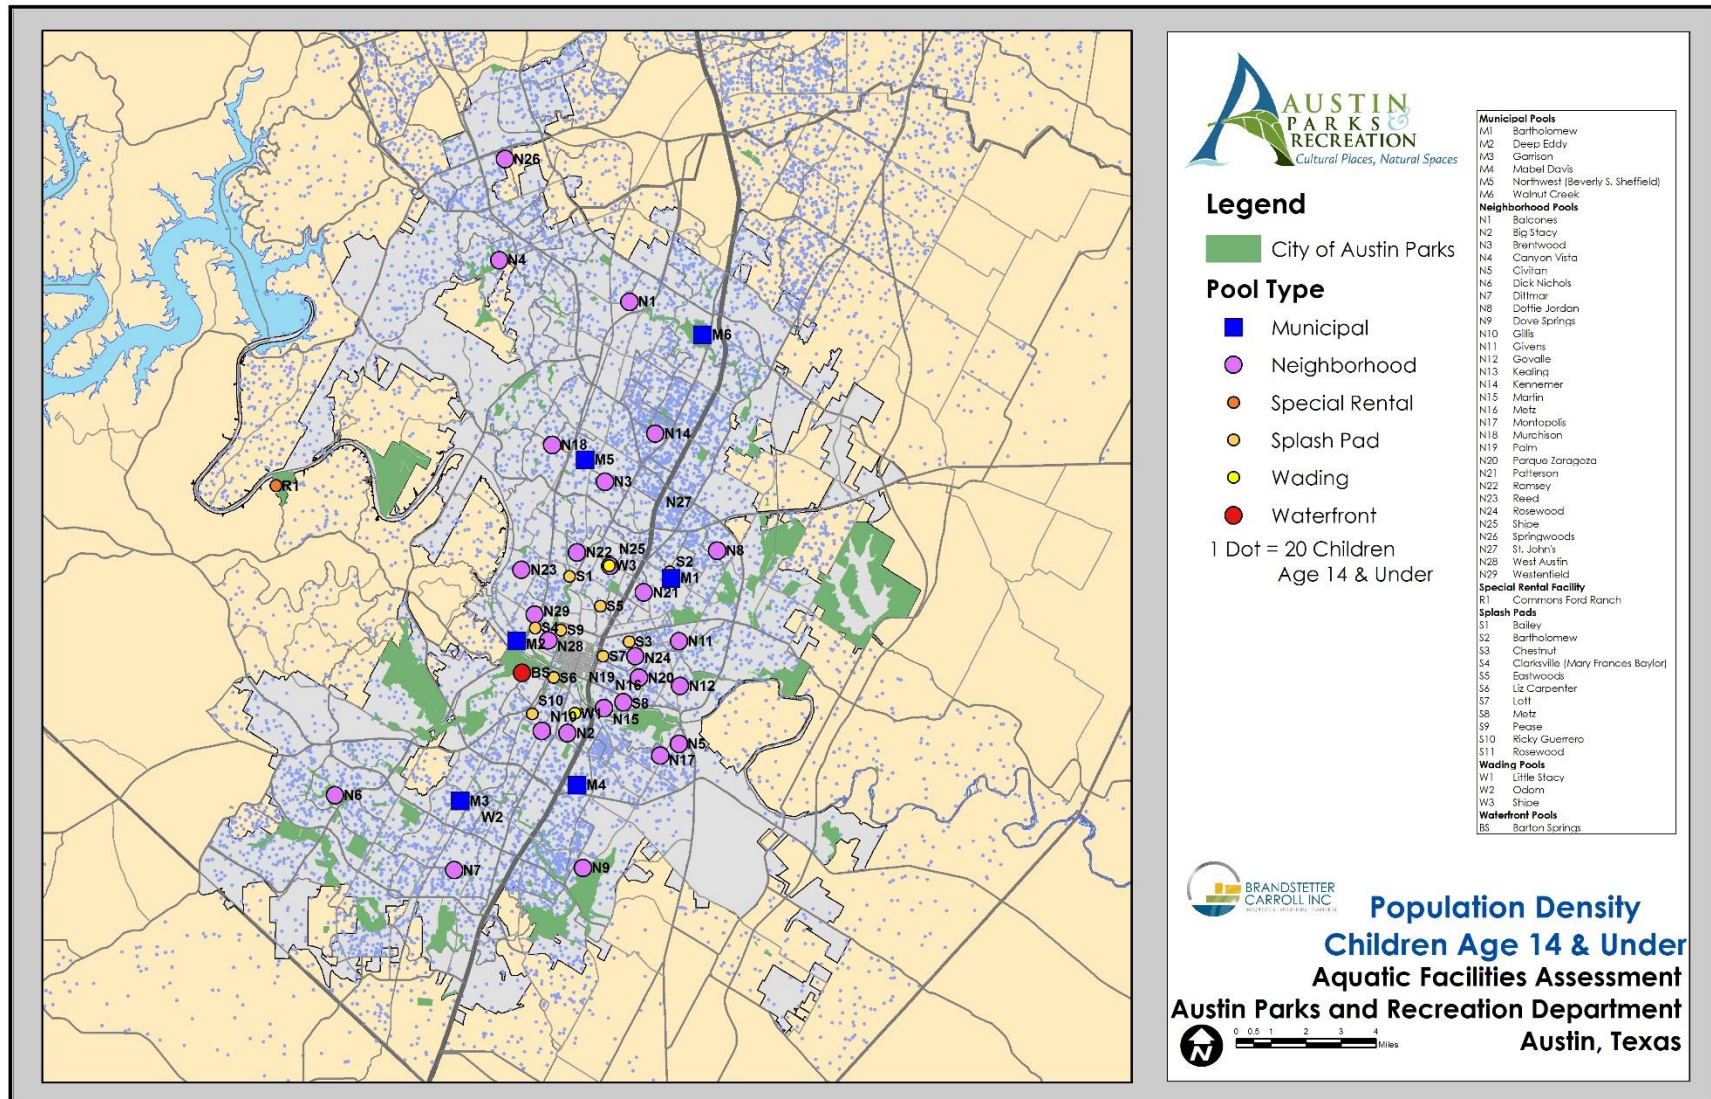 N26
N4
N1
M6
N14
N18
M5
N3
R1
N27
N22
N25
W3
N8
S2
M1
N23
S1
N21
S5
N29
S4
S9
M2
N28
S3
N11
S7
N24
BS
S6
N19
N20
N16
N12
S10
N10
W1
S8
N15
N2
N5
N17
M4
N6
M3
W2
N7
N9
AUSTIN
PARKS &
RECREATION
Cultural Places, Natural Spaces
Legend
City of Austin Parks
Pool Type
Municipal
Neighborhood
Special Rental
Splash Pad
Wading
Waterfront
1 Dot = 20 Children
Age 14 & Under
Municipal Pools
M1 Bartholomew
M2 Deep Eddy
M3 Garrison
M4 Mabel Davis
M5 Northwest (Beverly S. Sheffield)
M6 Walnut Creek
Neighborhood Pools
N1 Balcones
N2 Big Stacy
N3 Brentwood
N4 Canyon Vista
N5 Civitan
N6 Dick Nichols
N7 Dittmar
N8 Dottie Jordan
N9 Dove Springs
N10 Gillis
N11 Givens
N12 Govalle
N13 Kealing
N14 Kennemer
N15 Martin
N16 Metz
N17 Montopolis
N18 Murchison
N19 Palm
N20 Parque Zaragoza
N21 Patterson
N22 Ramsey
N23 Reed
N24 Rosewood
N25 Shipe
N26 Springwoods
N27 St. John's
N28 West Austin
N29 Westenfield
Special Rental Facility
R1 Commons Ford Ranch
Splash Pads
S1 Bailey
S2 Bartholomew
S3 Chestnut
S4 Clarksville (Mary Frances Baylor)
S5 Eastwoods
S6 Liz Carpenter
S7 Lott
S8 Metz
S9 Pease
S10 Ricky Guerrero
S11 Rosewood
Wading Pools
W1 Little Stacy
W2 Odom
W3 Shipe
Waterfront Pools
BS Barton Springs
BRANDSTETTER
CARROLL INC
Population Density
Children Age 14 & Under
Aquatic Facilities Assessment
Austin Parks and Recreation Department
Austin, Texas
N
0 0.5 1 2 3 4
Miles